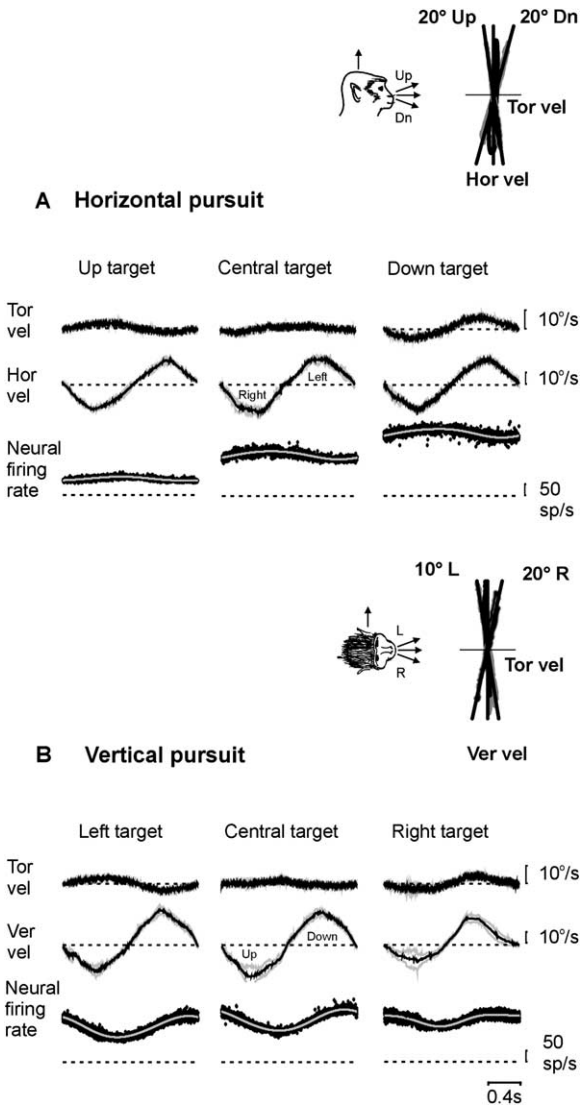 20° Up 20° Dn
Up
Dn
Tor vel
Hor vel
A Horizontal pursuit
Up target Central target Down target
Tor
vel
10°/s
Hor
vel
Right
Left
10°/s
Neural
firing
rate
50
sp/s
10° L 20° R
L
R
Tor vel
Ver vel
B Vertical pursuit
Left target Central target Right target
Tor
vel
10°/s
Ver
vel
Up
Down
10°/s
Neural
firing
rate
50
sp/s
0.4s